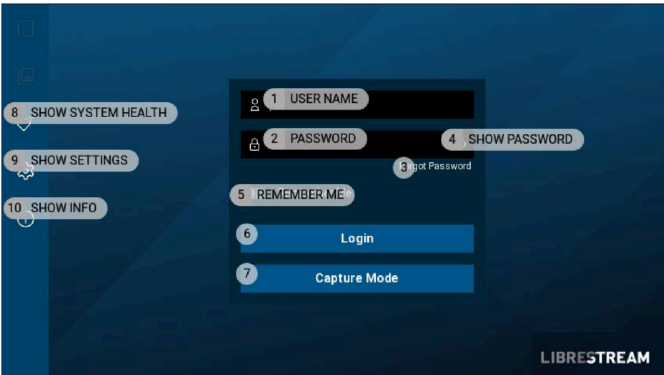 1 USER NAME
8 SHOW SYSTEM HEALTH
2 PASSWORD
4 SHOW PASSWORD
9 SHOW SETTINGS
3 got Password
5 REMEMBER ME
10 SHOW INFO
6 Login
7 Capture Mode
LIBRESTREAM